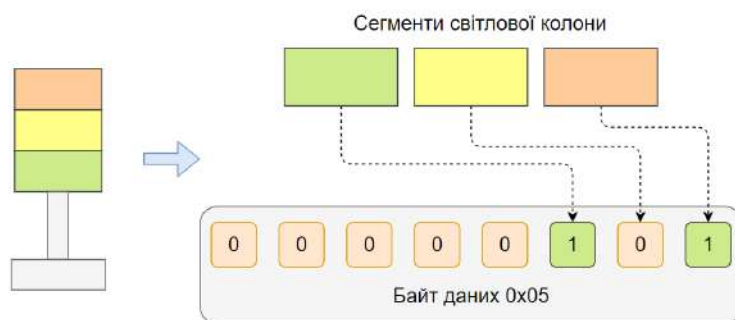 Сегменти світлової колони
0 0 0 0 0 1 0 1
Байт даних 0x05